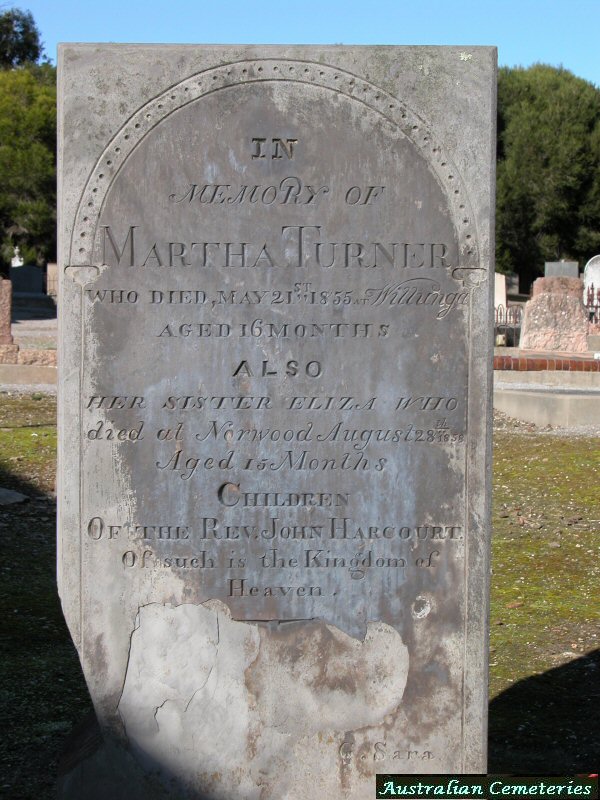 IN
MEMORY OF
MARTHA TURNER
WHO DIED, MAY 21ST 1855 AT Willunga
AGED 16 MONTHS
ALSO
HER SISTER ELIZA WHO
died at Norwood August 28th 1858
Aged 15 Months
CHILDREN
OF THE REV. JOHN HARCOURT
Of such is the Kingdom of
Heaven.
G. Sara
Australian Cemeteries